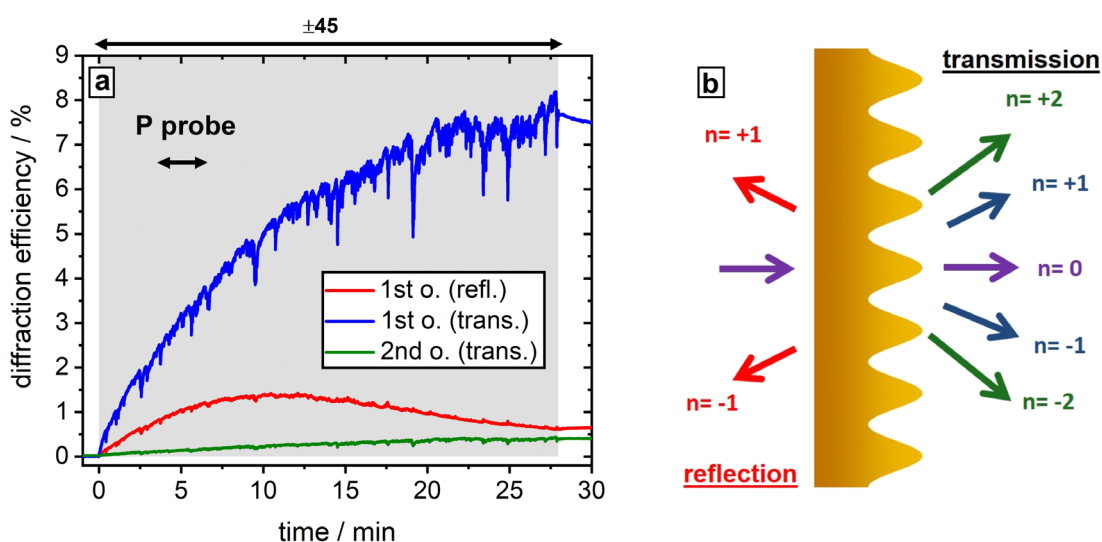 ±45
a
P probe
9
8
7
6
5
4
3
2
1
0
diffraction efficiency / %
1st o. (refl.)
1st o. (trans.)
2nd o. (trans.)
0
5
10
15
20
25
30
time / min
b
transmission
n= +2
n= +1
n= +1
n= 0
n= -1
n= -1
n= -2
reflection